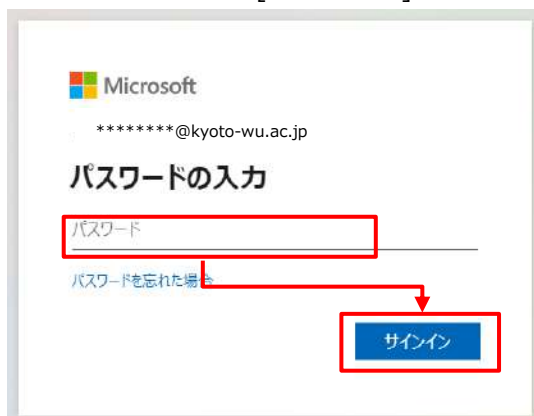 Microsoft
********@kyoto-wu.ac.jp
パスワードの入力
パスワード
パスワードを忘れた場合
サインイン